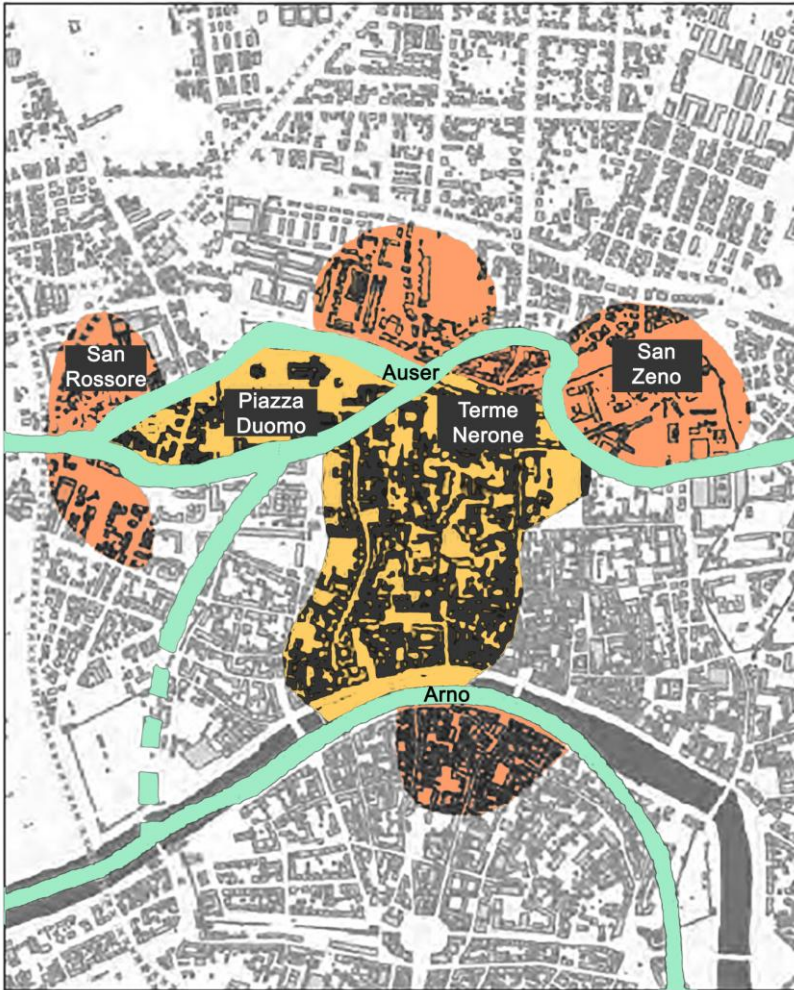 San
Rossore
Auser
Piazza
Duomo
Terme
Nerone
San
Zeno
Arno